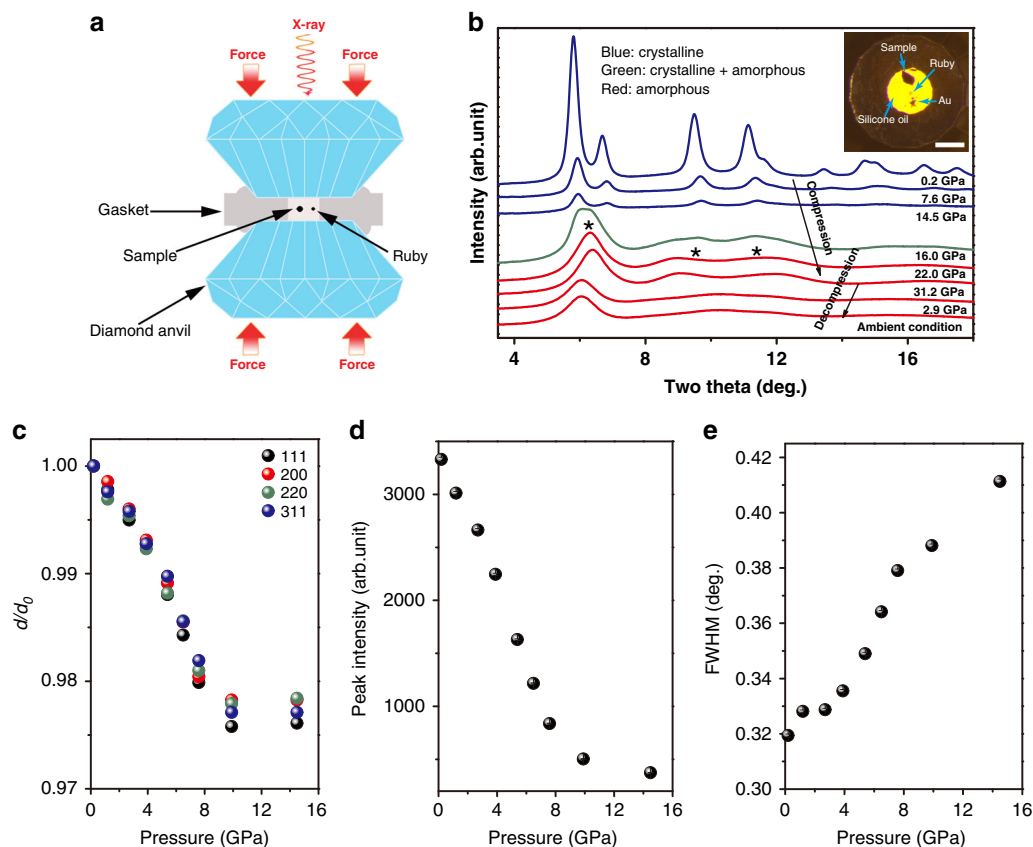 a
X-ray
Force
Force
Gasket
Sample
Ruby
Diamond anvil
Force
Force
b
Blue: crystalline
Green: crystalline + amorphous
Red: amorphous
Sample
Ruby
Au
Silicone oil
Intensity (arb.unit)
Compression
Decompression
0.2 GPa
7.6 GPa
14.5 GPa
16.0 GPa
22.0 GPa
31.2 GPa
2.9 GPa
Ambient condition
* * *
4 8 12 16
Two theta (deg.)
c
111
200
220
311
d/d0
1.00
0.99
0.98
0.97
0 4 8 12 16
Pressure (GPa)
d
Peak intensity (arb.unit)
3000
2000
1000
0 4 8 12 16
Pressure (GPa)
e
FWHM (deg.)
0.42
0.40
0.38
0.36
0.34
0.32
0.30
0 4 8 12 16
Pressure (GPa)